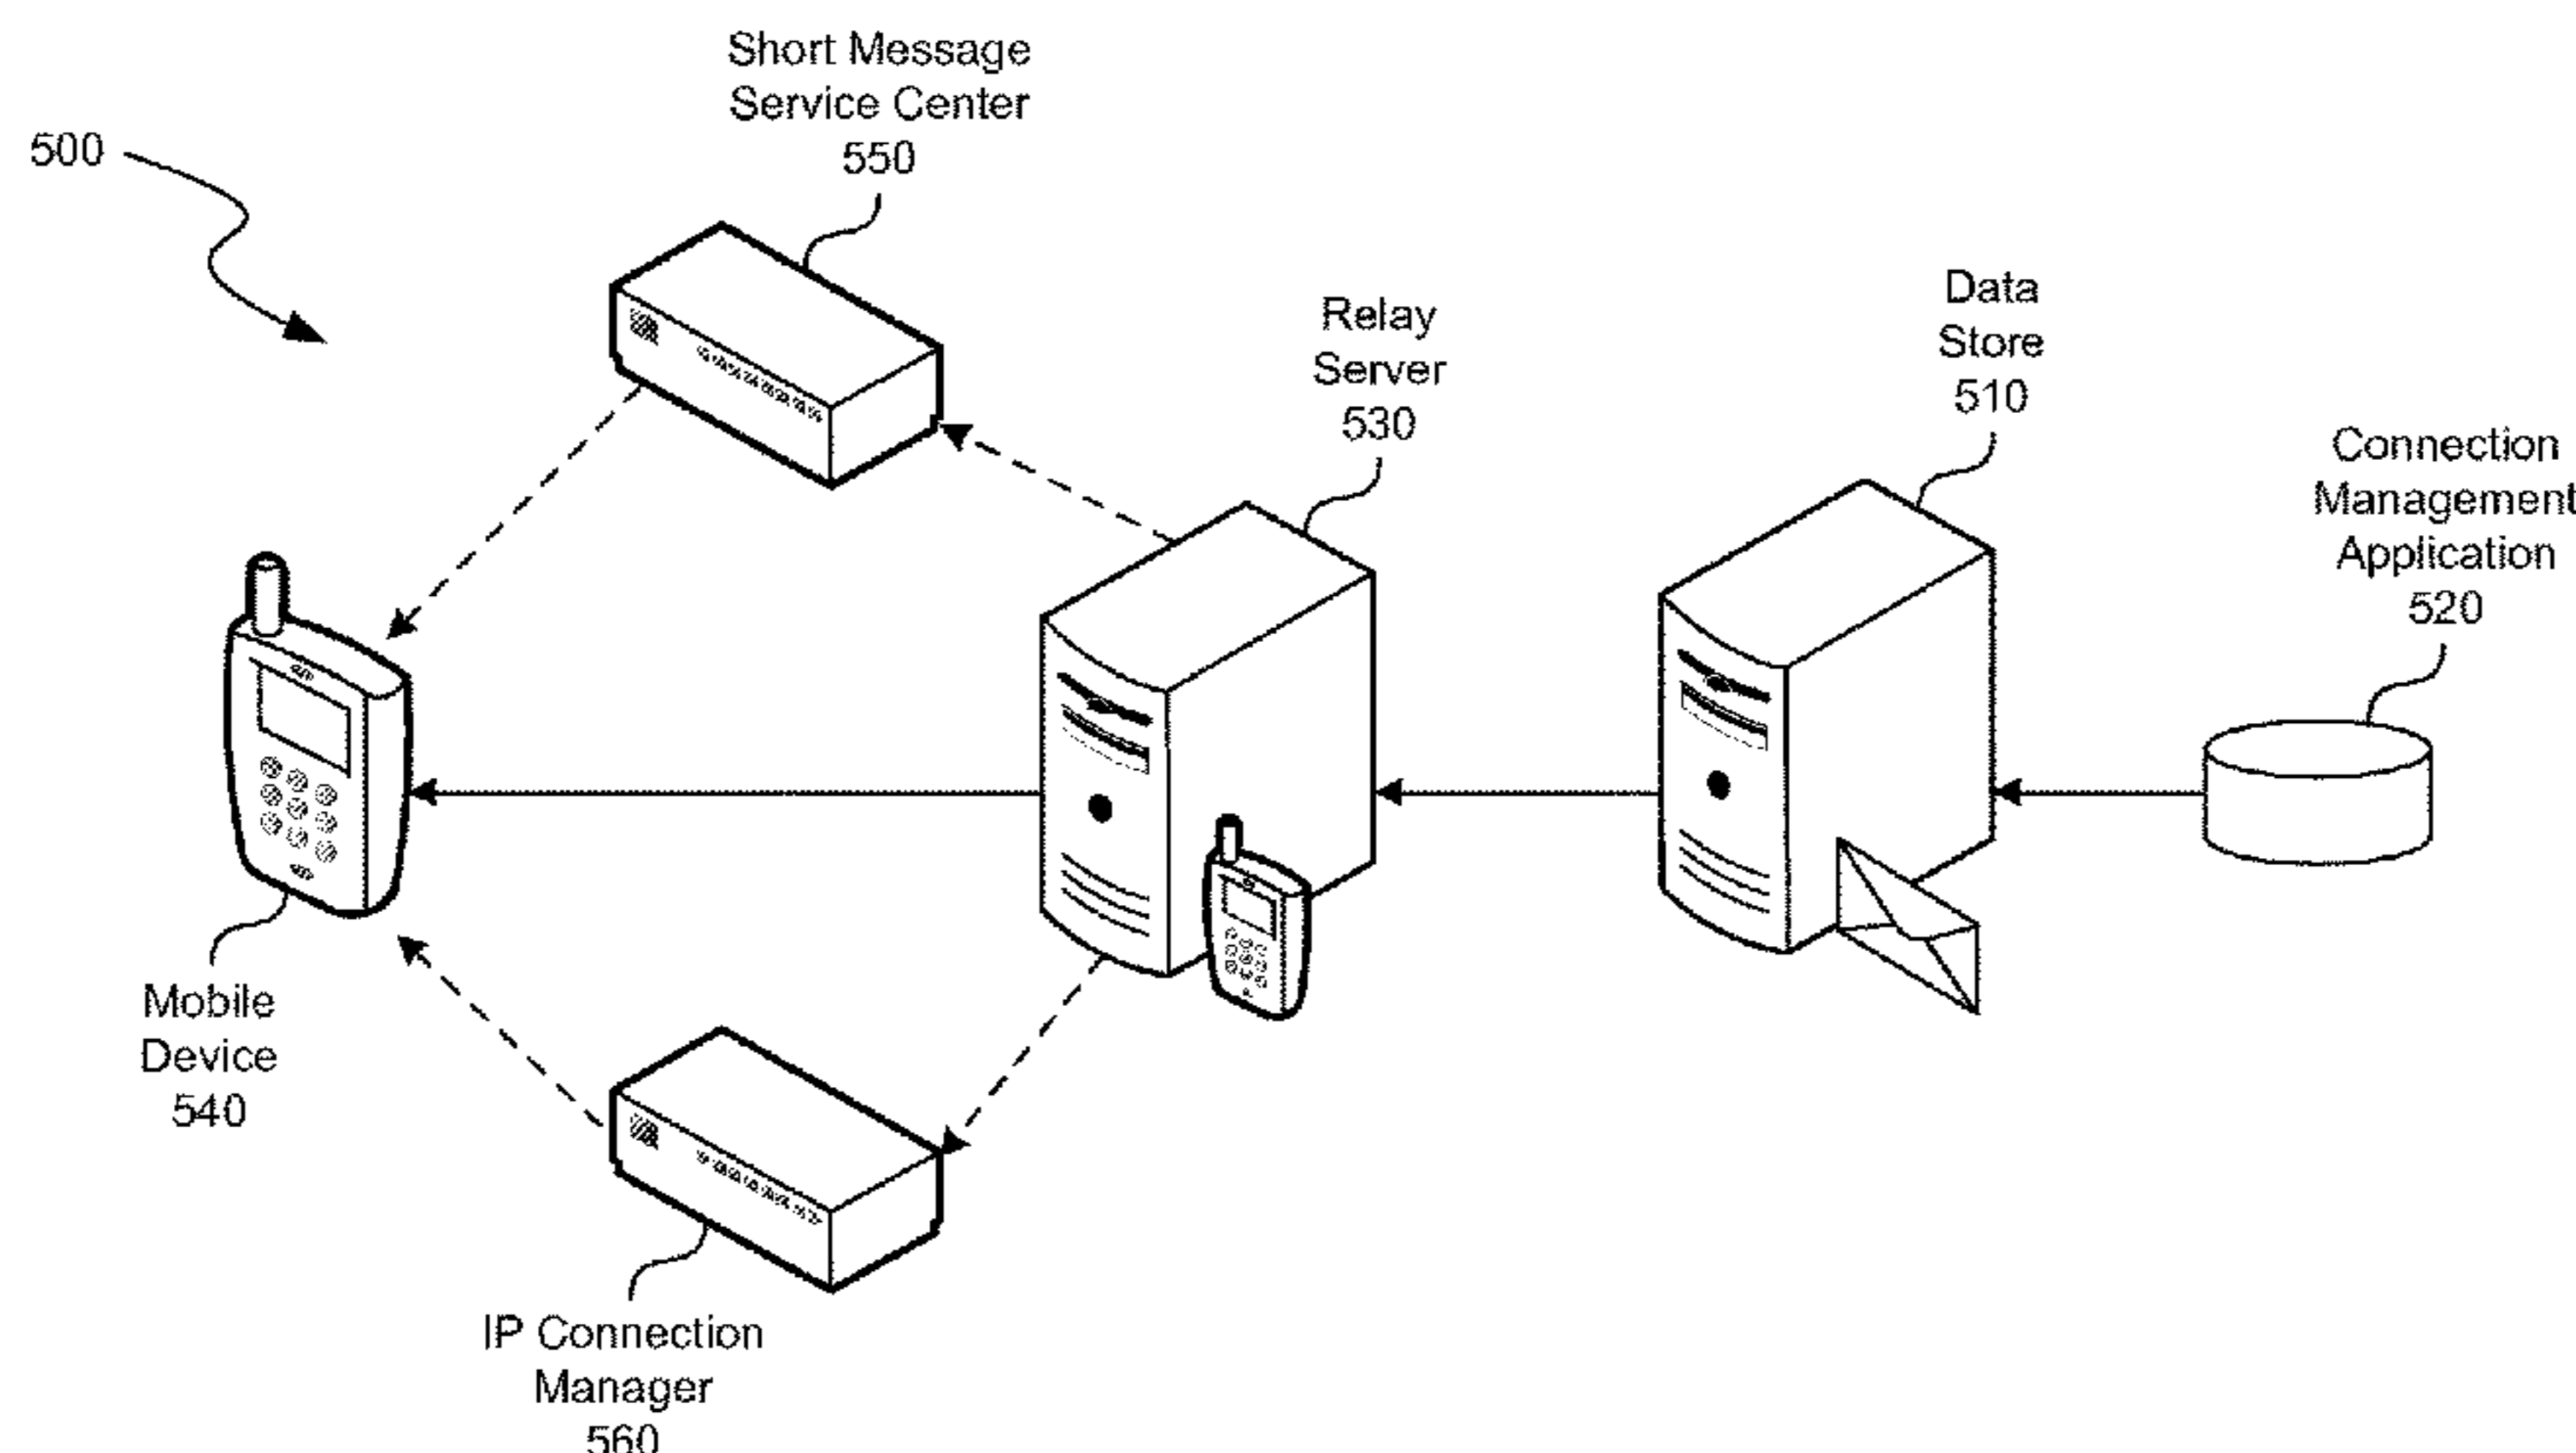 Short Message
Service Center
550
500
Relay
Server
530
Data
Store
510
Connection
Management
Application
520
Mobile
Device
540
IP Connection
Manager
560